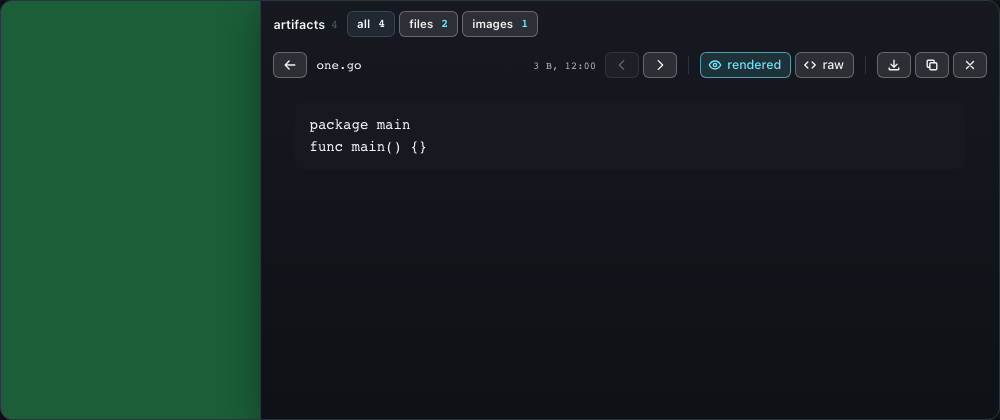 artifacts 4 all 4 files 2 images 1
one.go 3 B, 12:00 rendered raw
package main
func main() {}